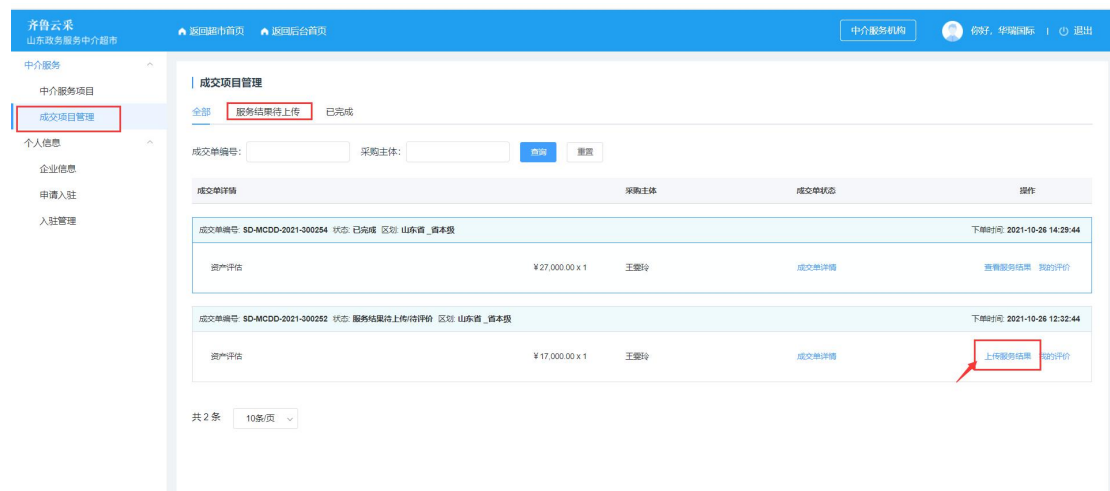 齐鲁云采
山东政务服务中介超市
返回超市首页 返回后台首页
中介服务机构
你好，华瑞国际 | 退出
中介服务
中介服务项目
成交项目管理
个人信息
企业信息
申请入驻
入驻管理
成交项目管理
全部 服务结果待上传 已完成
成交单编号： 采购主体： 查询 重置
成交单详情 采购主体 成交单状态 操作
成交单编号: SD-MCDD-2021-300254 状态: 已完成 区划: 山东省_省本级 下单时间: 2021-10-26 14:29:44
资产评估 ¥27,000.00 x 1 王雯玲 成交单详情 查看服务结果 我的评价
成交单编号: SD-MCDD-2021-300252 状态: 服务结果待上传/待评价 区划: 山东省_省本级 下单时间: 2021-10-26 12:32:44
资产评估 ¥17,000.00 x 1 王雯玲 成交单详情 上传服务结果 我的评价
共 2 条 10条/页